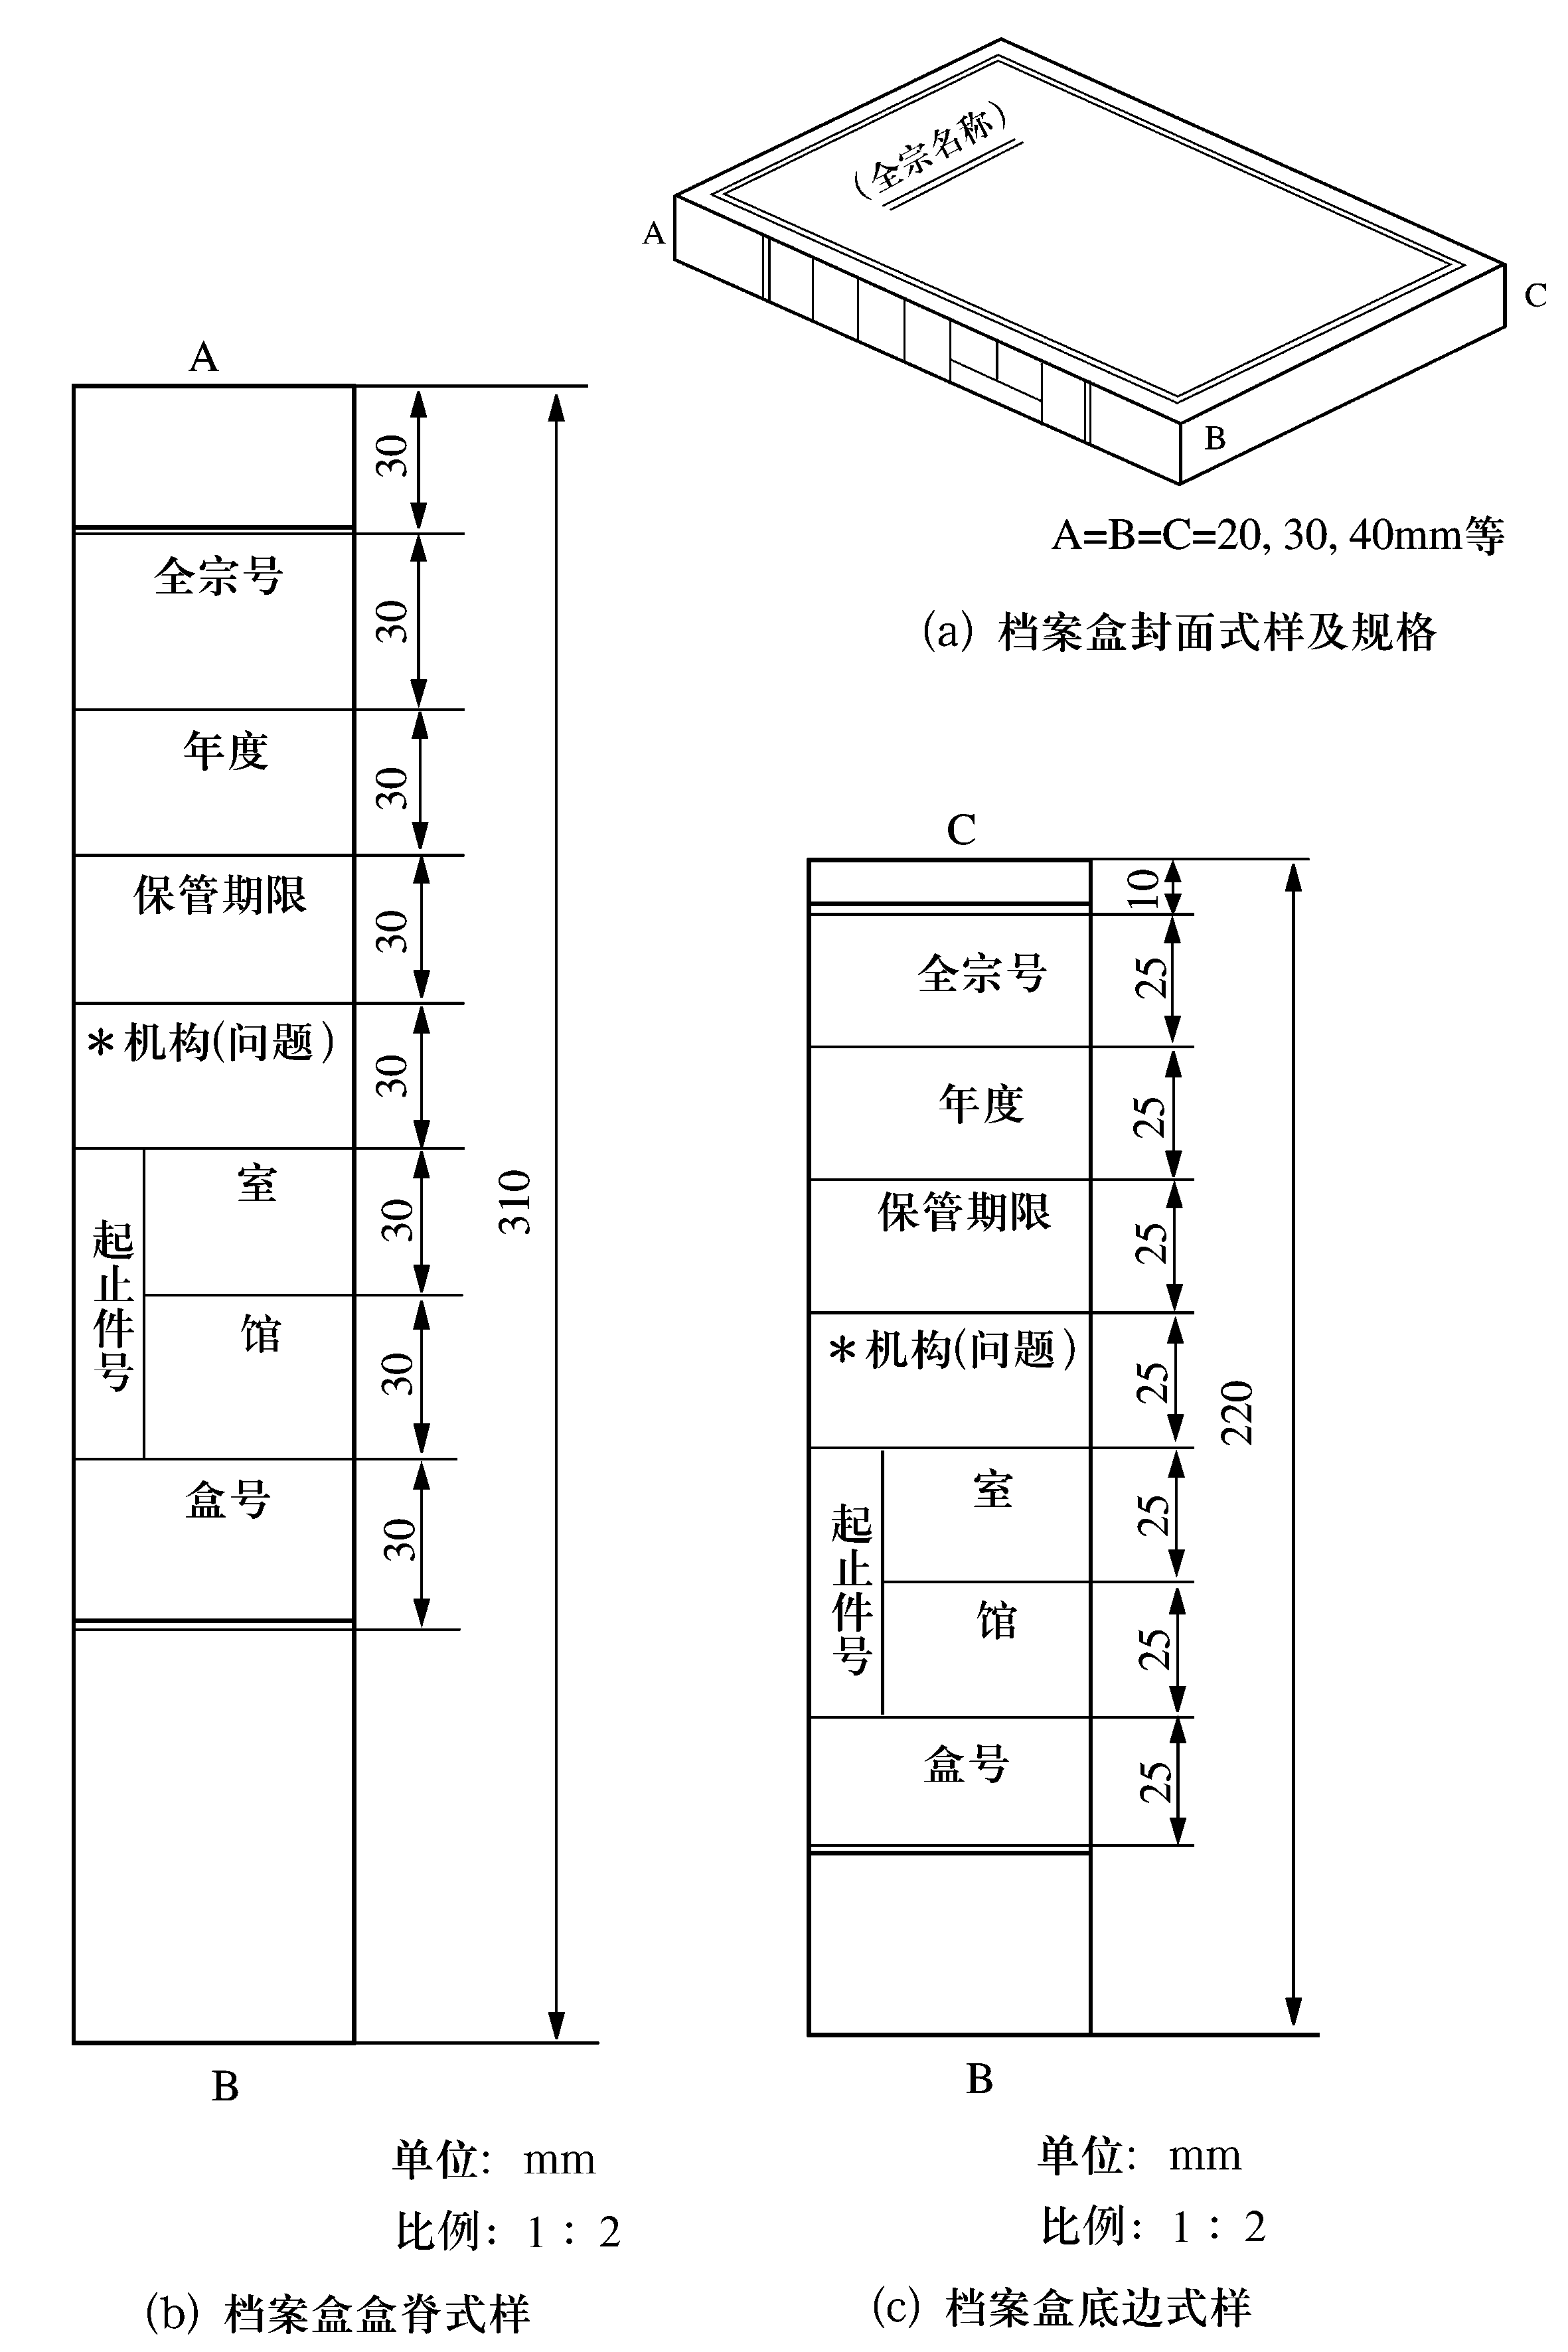 (全宗名称)
A
C
B
A=B=C=20, 30, 40mm等
(a) 档案盒封面式样及规格
A
30
全宗号
30
年度
30
保管期限
30
*机构(问题)
30
起止件号
室
30
馆
30
盒号
30
310
B
单位: mm
比例: 1 : 2
(b) 档案盒盒脊式样
C
10
全宗号
25
年度
25
保管期限
25
*机构(问题)
25
起止件号
室
25
馆
25
盒号
25
220
B
单位: mm
比例: 1 : 2
(c) 档案盒底边式样